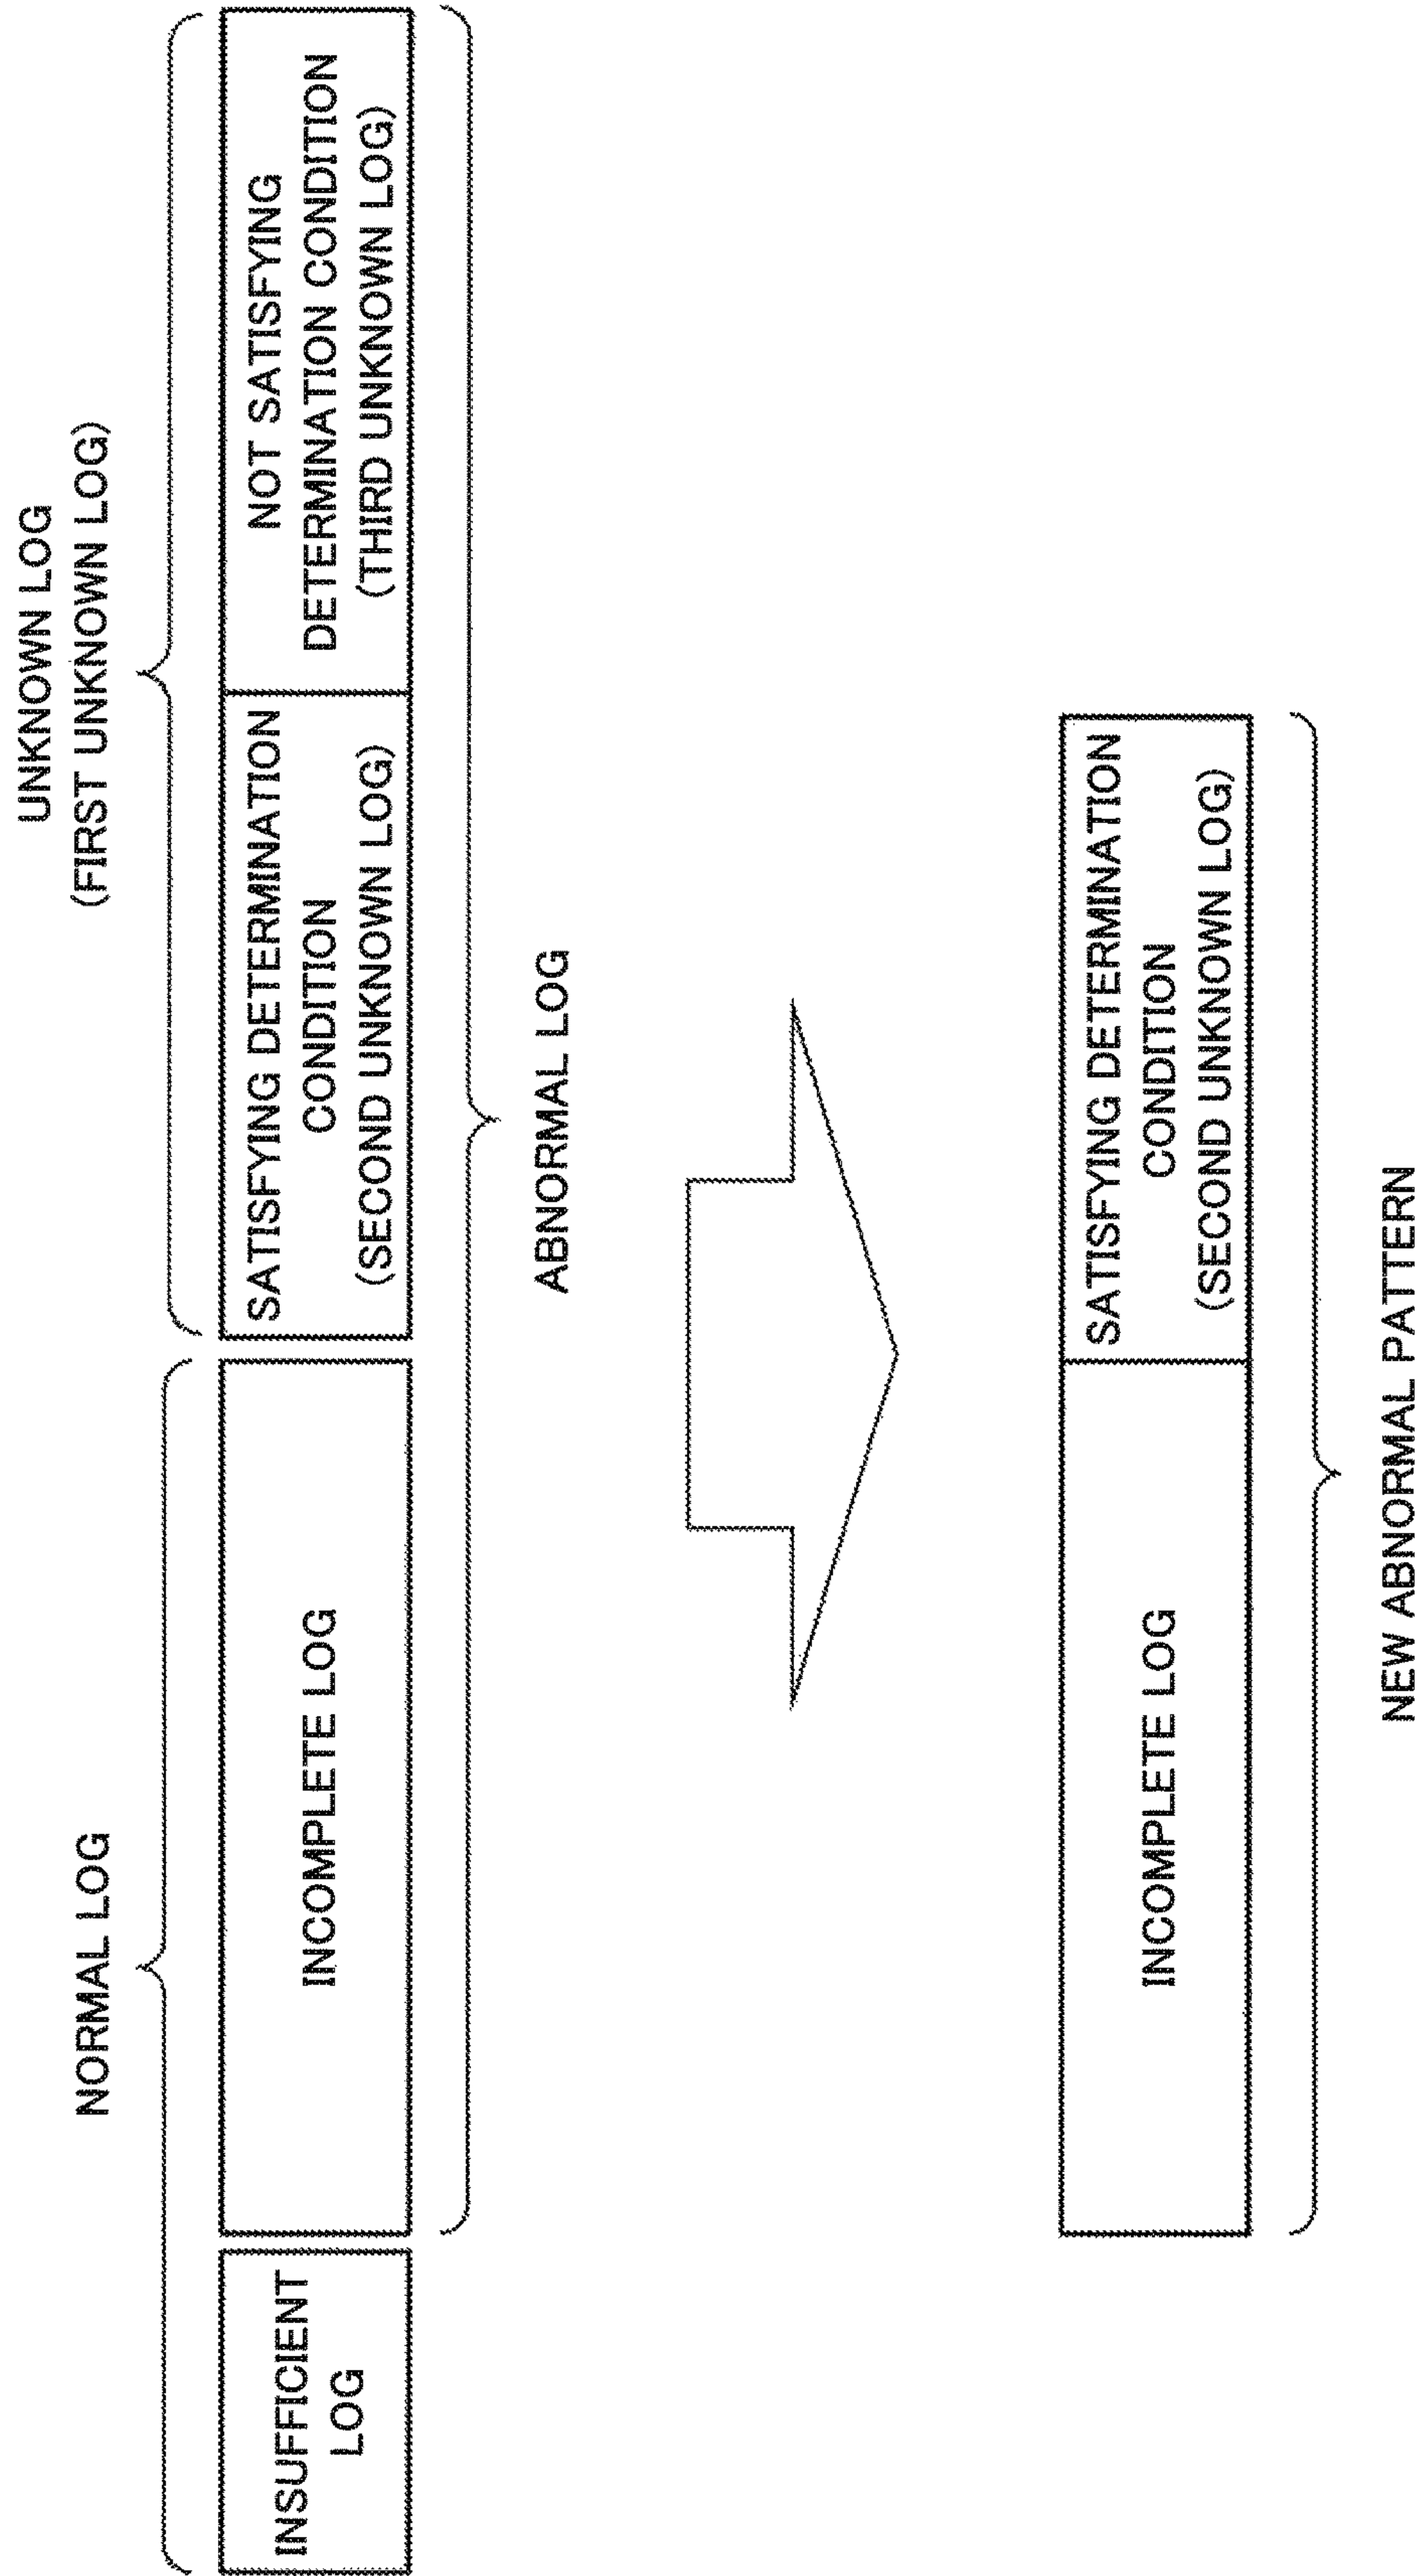 NORMAL LOG
UNKNOWN LOG
(FIRST UNKNOWN LOG)
INSUFFICIENT
LOG
INCOMPLETE LOG
SATISFYING DETERMINATION
CONDITION
(SECOND UNKNOWN LOG)
NOT SATISFYING
DETERMINATION CONDITION
(THIRD UNKNOWN LOG)
ABNORMAL LOG
INCOMPLETE LOG
SATISFYING DETERMINATION
CONDITION
(SECOND UNKNOWN LOG)
NEW ABNORMAL PATTERN